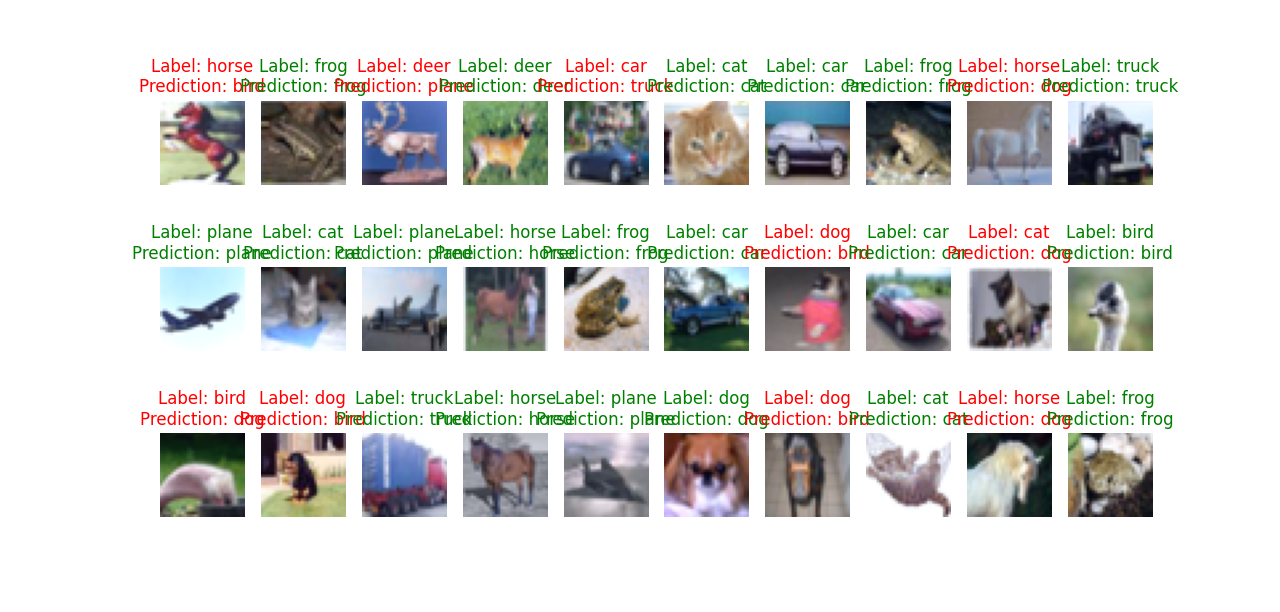 Label: horse Label: frog Label: deer Label: deer Label: car Label: cat Label: car Label: frog Label: horse Label: truck
Prediction: bird Prediction: frog Prediction: plane Prediction: deer Prediction: truck Prediction: cat Prediction: car Prediction: frog Prediction: dog Prediction: truck
Label: plane Label: cat Label: plane Label: horse Label: frog Label: car Label: dog Label: car Label: cat Label: bird
Prediction: plane Prediction: cat Prediction: plane Prediction: horse Prediction: frog Prediction: car Prediction: bird Prediction: car Prediction: dog Prediction: bird
Label: bird Label: dog Label: truck Label: horse Label: plane Label: dog Label: dog Label: cat Label: horse Label: frog
Prediction: dog Prediction: bird Prediction: truck Prediction: horse Prediction: plane Prediction: dog Prediction: bird Prediction: cat Prediction: dog Prediction: frog